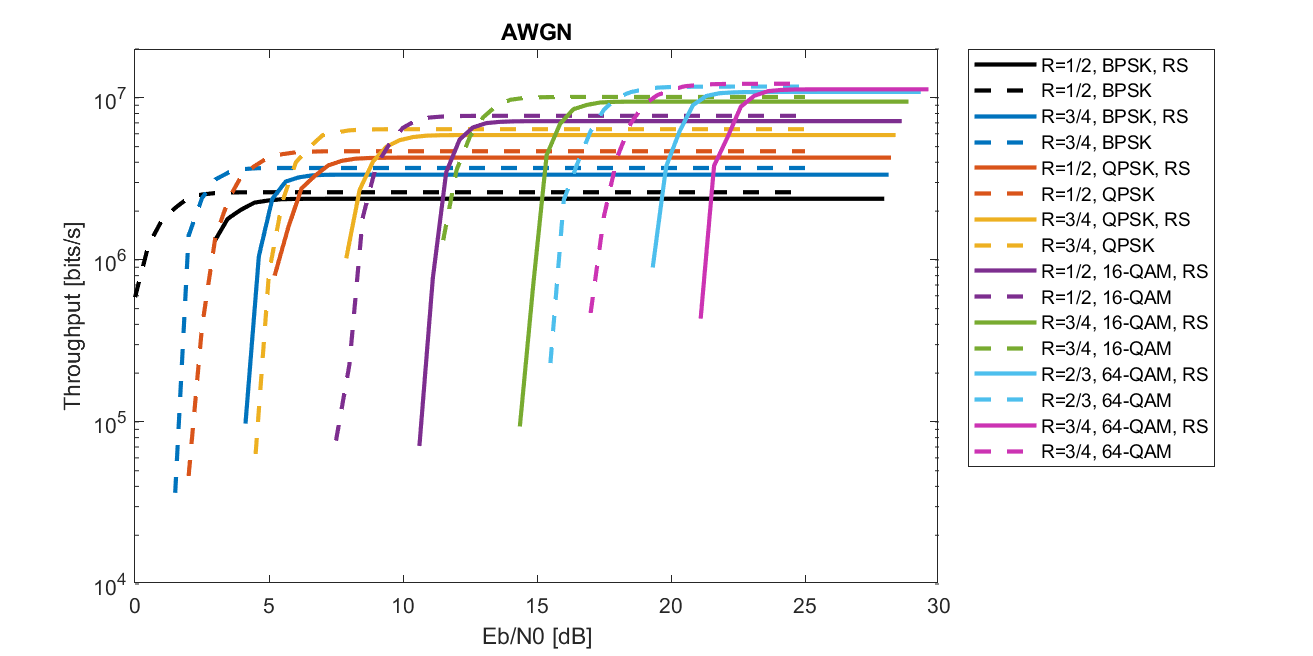 AWGN
Throughput [bits/s]
10^7
10^6
10^5
10^4
0 5 10 15 20 25 30
Eb/N0 [dB]
R=1/2, BPSK, RS
R=1/2, BPSK
R=3/4, BPSK, RS
R=3/4, BPSK
R=1/2, QPSK, RS
R=1/2, QPSK
R=3/4, QPSK, RS
R=3/4, QPSK
R=1/2, 16-QAM, RS
R=1/2, 16-QAM
R=3/4, 16-QAM, RS
R=3/4, 16-QAM
R=2/3, 64-QAM, RS
R=2/3, 64-QAM
R=3/4, 64-QAM, RS
R=3/4, 64-QAM